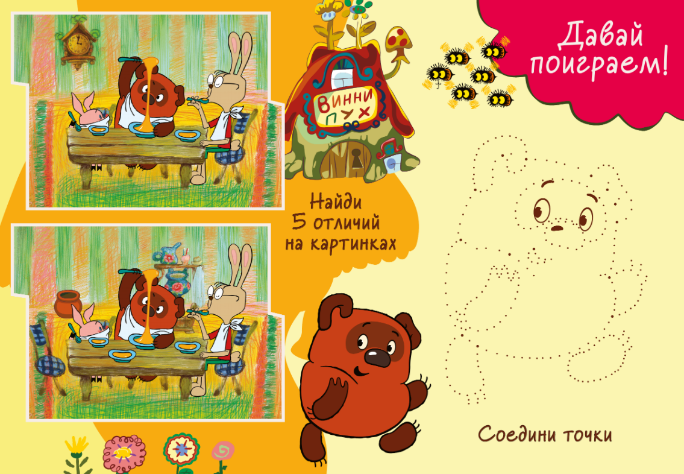 Давай
поиграем!
ВИННИ
ПУХ
Найди
5 отличий
на картинках
Соедини точки